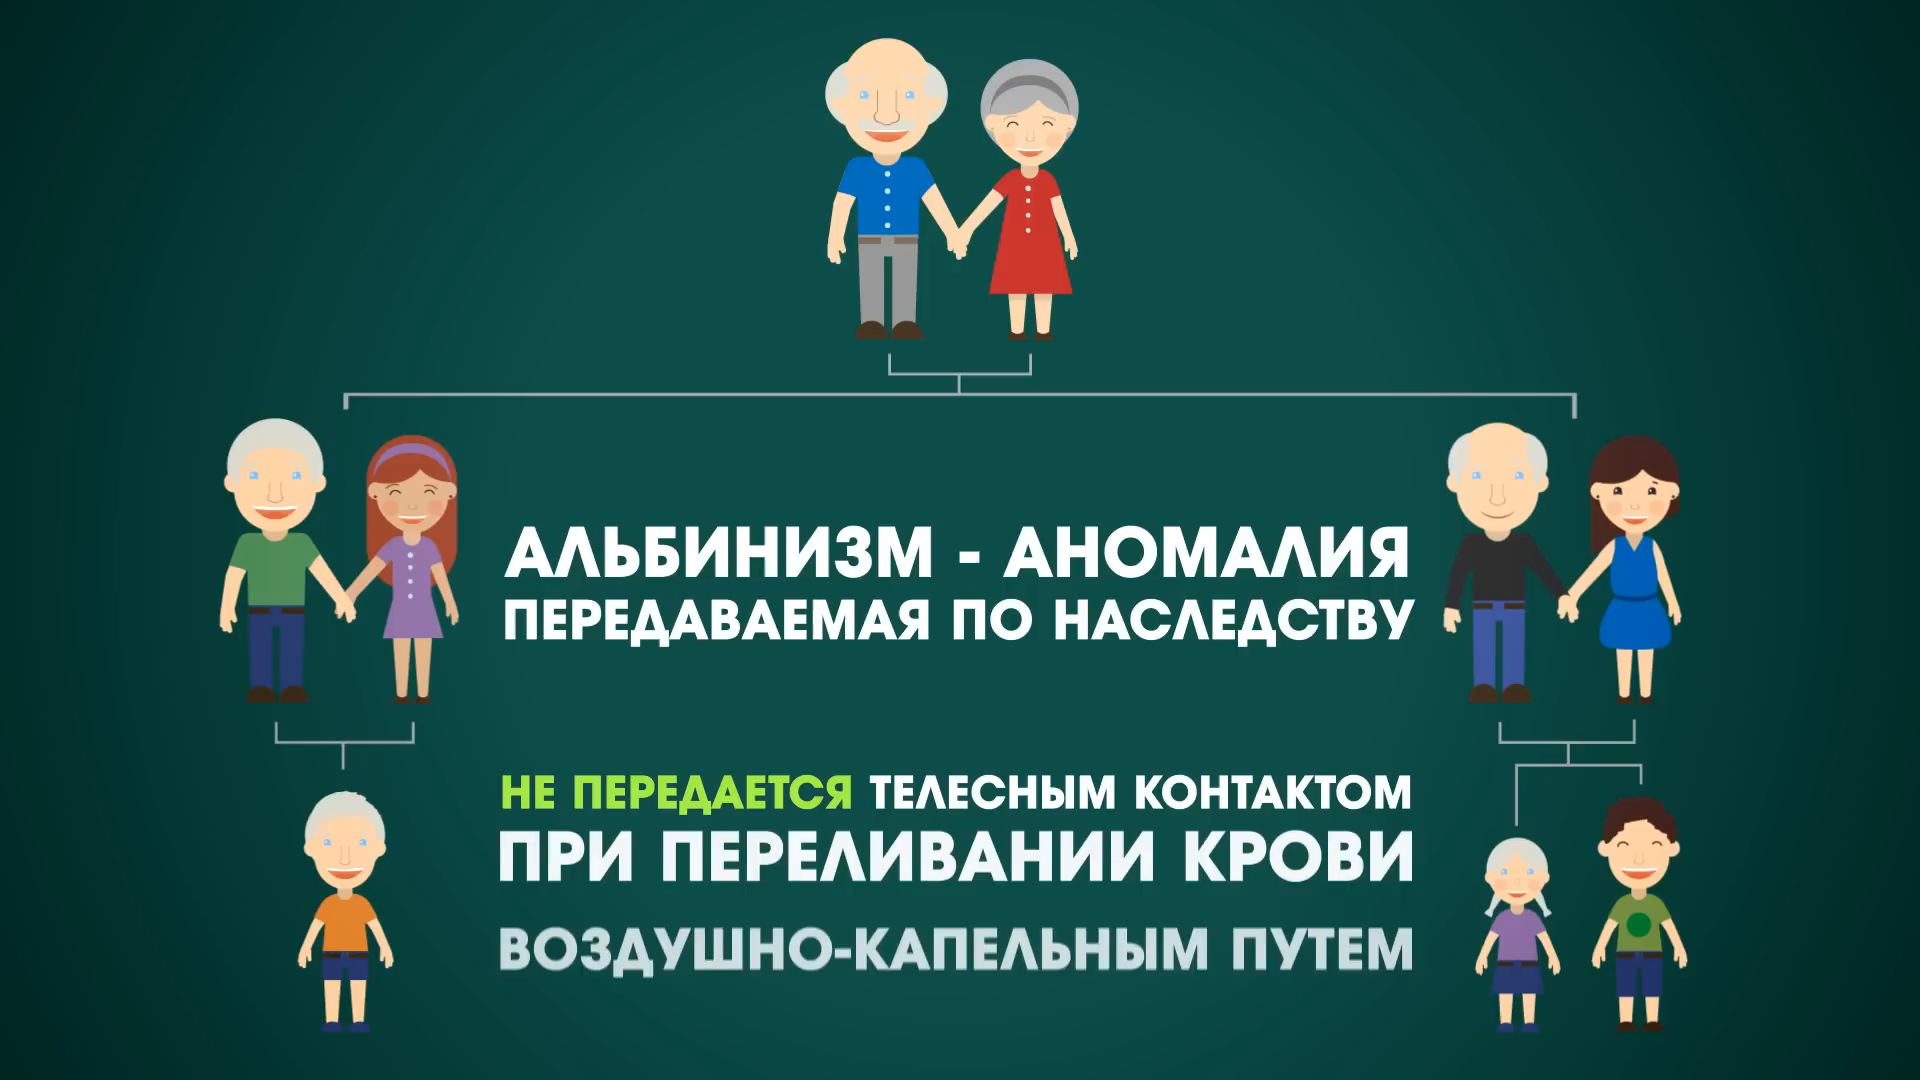 АЛЬБИНИЗМ - АНОМАЛИЯ
ПЕРЕДАВАЕМАЯ ПО НАСЛЕДСТВУ
НЕ ПЕРЕДАЕТСЯ ТЕЛЕСНЫМ КОНТАКТОМ
ПРИ ПЕРЕЛИВАНИИ КРОВИ
ВОЗДУШНО-КАПЕЛЬНЫМ ПУТЕМ